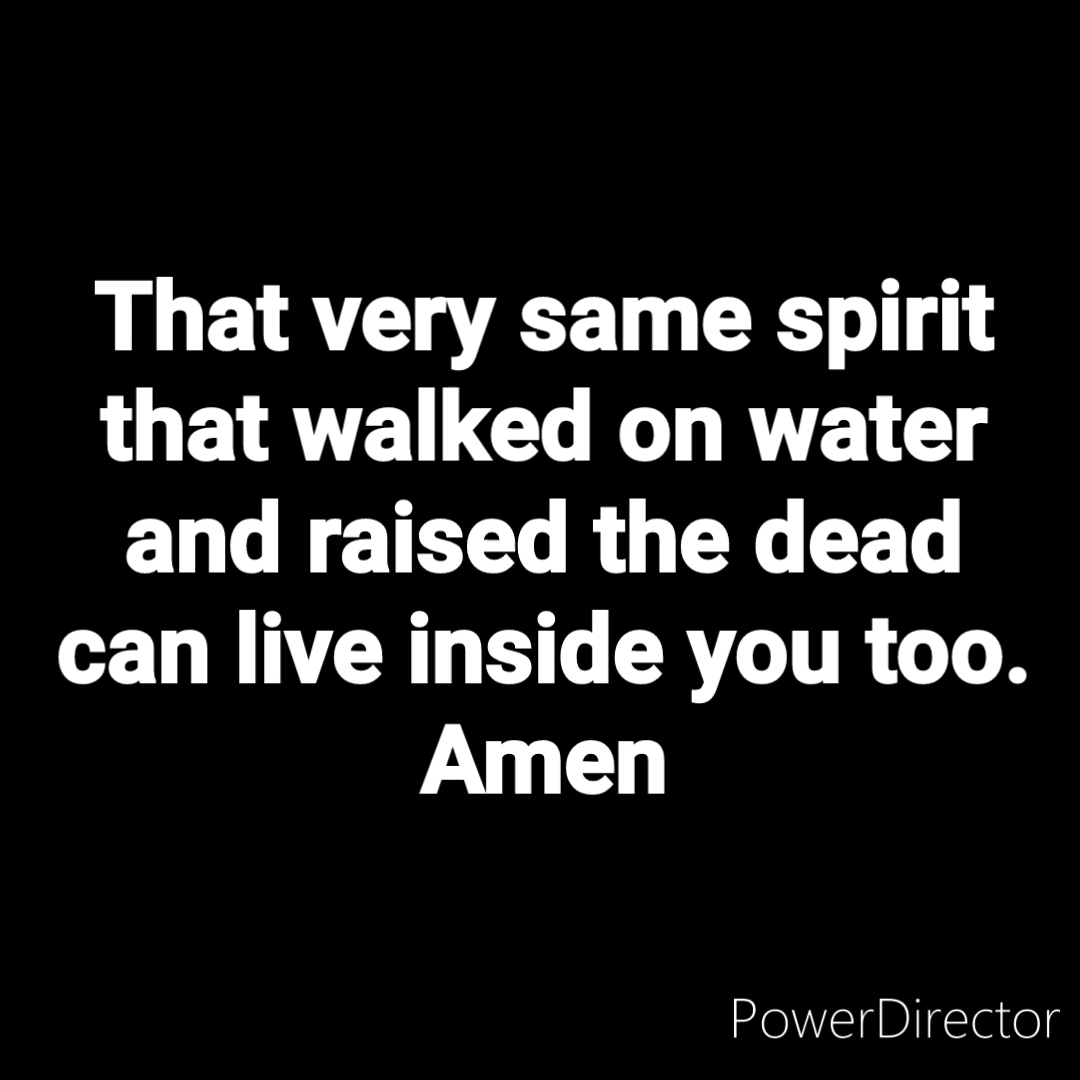 That very same spirit
that walked on water
and raised the dead
can live inside you too.
Amen
PowerDirector